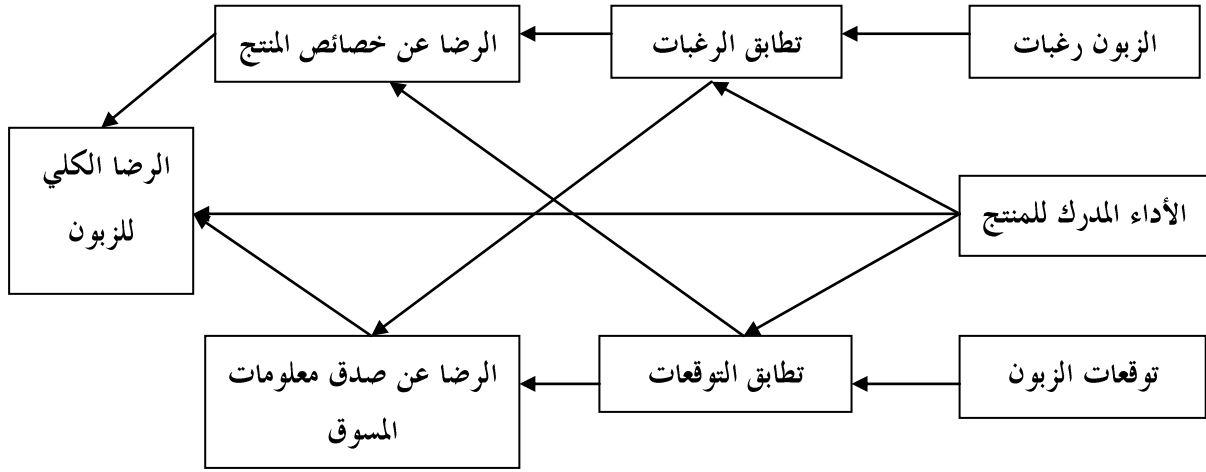 الزبون رغبات
تطابق الرغبات
الرضا عن خصائص المنتج
الرضا الكلي
للزبون
الأداء المدرك للمنتج
توقعات الزبون
تطابق التوقعات
الرضا عن صدق معلومات
المسوق